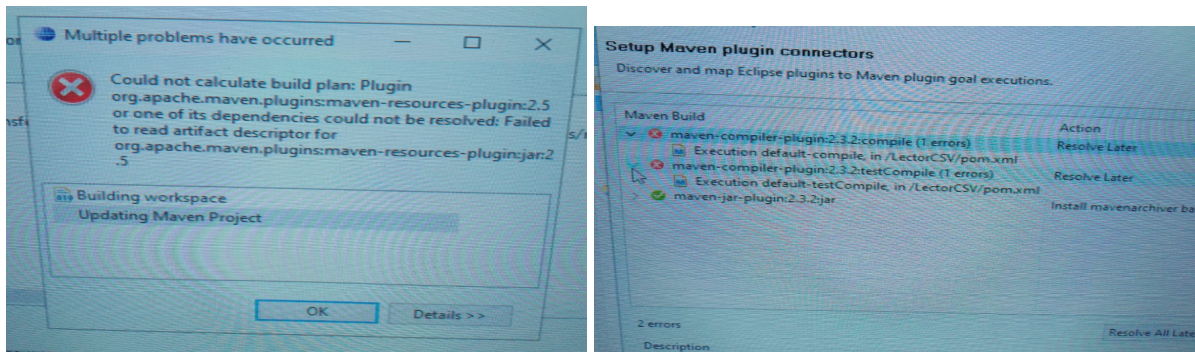 Multiple problems have occurred
Could not calculate build plan: Plugin
org.apache.maven.plugins:maven-resources-plugin:2.5
or one of its dependencies could not be resolved: Failed
to read artifact descriptor for
org.apache.maven.plugins:maven-resources-plugin:jar:2
.5
Building workspace
Updating Maven Project
OK
Details >>
Setup Maven plugin connectors
Discover and map Eclipse plugins to Maven plugin goal executions.
Maven Build
Action
maven-compiler-plugin:2.3.2:compile (1 errors)
Resolve Later
Execution default-compile, in /LectorCSV/pom.xml
maven-compiler-plugin:2.3.2:testCompile (1 errors)
Resolve Later
Execution default-testCompile, in /LectorCSV/pom.xml
maven-jar-plugin:2.3.2:jar
Install mavenarchiver ba
2 errors
Resolve All Late
Description